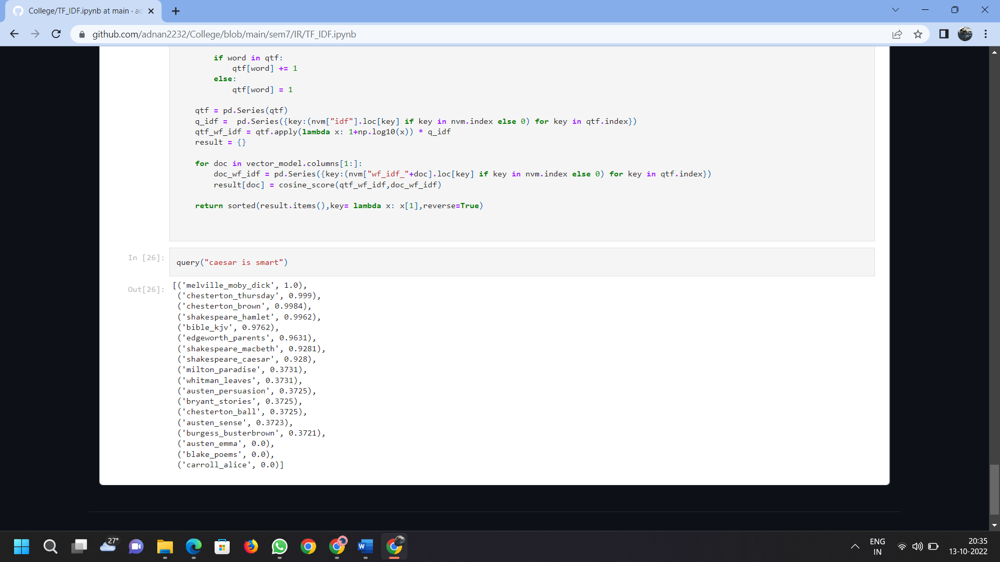 College/TF_IDF.ipynb at main · ad
github.com/adnan2232/College/blob/main/sem7/IR/TF_IDF.ipynb
if word in qtf:
qtf[word] += 1
else:
qtf[word] = 1
qtf = pd.Series(qtf)
q_idf =  pd.Series({key:(nvm["idf"].loc[key] if key in nvm.index else 0) for key in qtf.index})
qtf_wf_idf = qtf.apply(lambda x: 1+np.log10(x)) * q_idf
result = {}
for doc in vector_model.columns[1:]:
doc_wf_idf = pd.Series({key:(nvm["wf_idf_"+doc].loc[key] if key in nvm.index else 0) for key in qtf.index})
result[doc] = cosine_score(qtf_wf_idf,doc_wf_idf)
return sorted(result.items(),key= lambda x: x[1],reverse=True)
In [26]:
query("caesar is smart")
Out[26]:
[('melville_moby_dick', 1.0),
('chesterton_thursday', 0.999),
('chesterton_brown', 0.9984),
('shakespeare_hamlet', 0.9962),
('bible_kjv', 0.9762),
('edgeworth_parents', 0.9631),
('shakespeare_macbeth', 0.9281),
('shakespeare_caesar', 0.928),
('milton_paradise', 0.3731),
('whitman_leaves', 0.3731),
('austen_persuasion', 0.3725),
('bryant_stories', 0.3725),
('chesterton_ball', 0.3725),
('austen_sense', 0.3723),
('burgess_busterbrown', 0.3721),
('austen_emma', 0.0),
('blake_poems', 0.0),
('carroll_alice', 0.0)]
27°
ENG
IN
20:35
13-10-2022